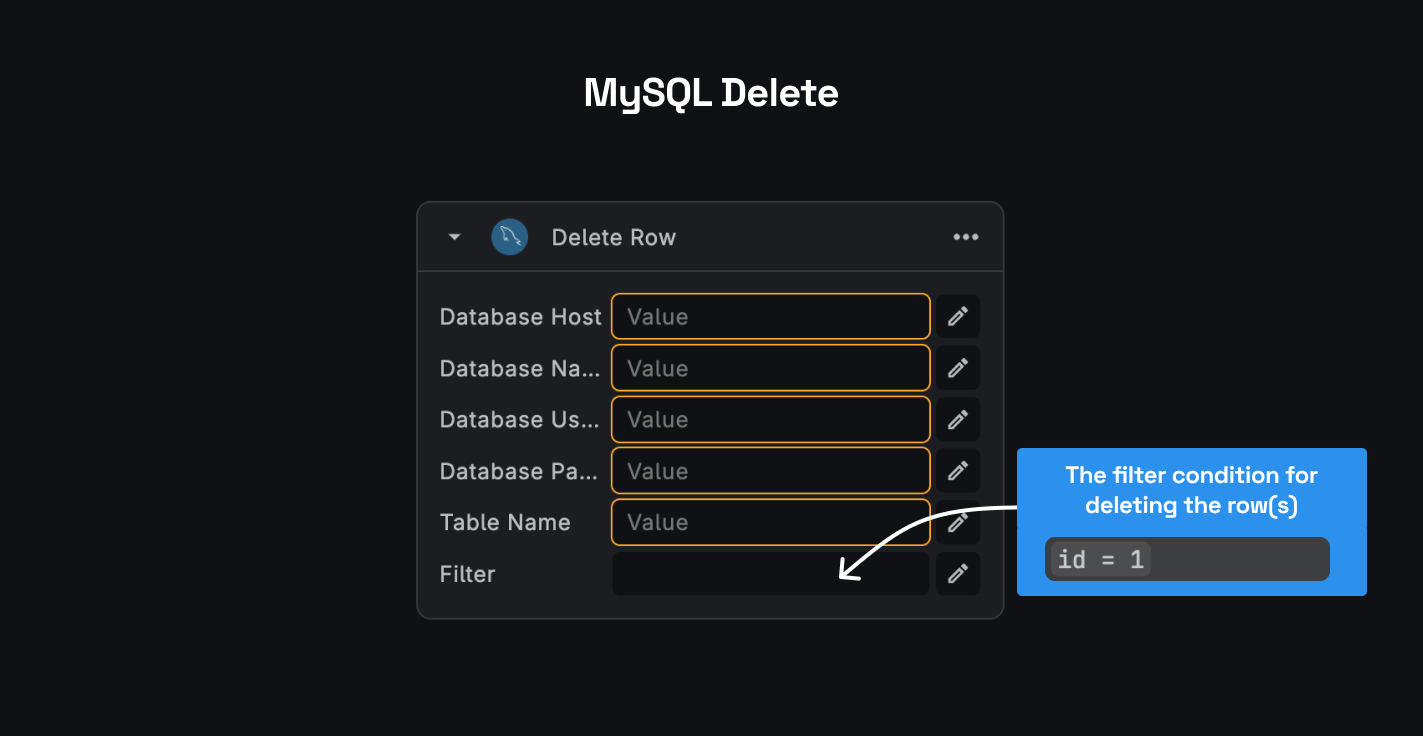 MySQL Delete
Delete Row
Database Host Value
Database Na... Value
Database Us... Value
Database Pa... Value
Table Name Value
Filter
The filter condition for
deleting the row(s)
id = 1